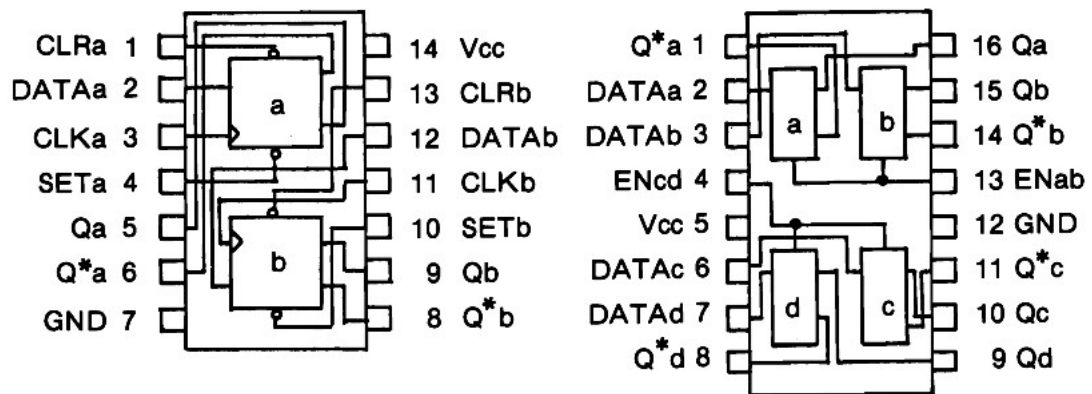 CLRa 1
DATAa 2
CLKa 3
SETa 4
Qa 5
Q*a 6
GND 7
14 Vcc
13 CLRb
12 DATAb
11 CLKb
10 SETb
9 Qb
8 Q*b
a
b
Q*a 1
DATAa 2
DATAb 3
ENcd 4
Vcc 5
DATAc 6
DATAd 7
Q*d 8
16 Qa
15 Qb
14 Q*b
13 ENab
12 GND
11 Q*c
10 Qc
9 Qd
a
b
d
c